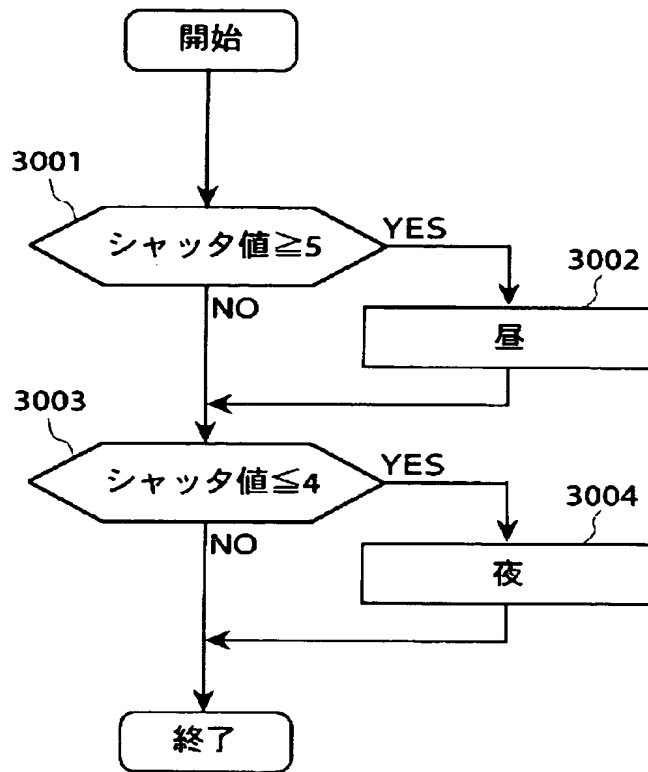 開始
3001
シャッタ値≧5
YES
3002
昼
NO
3003
シャッタ値≦4
YES
3004
夜
NO
終了